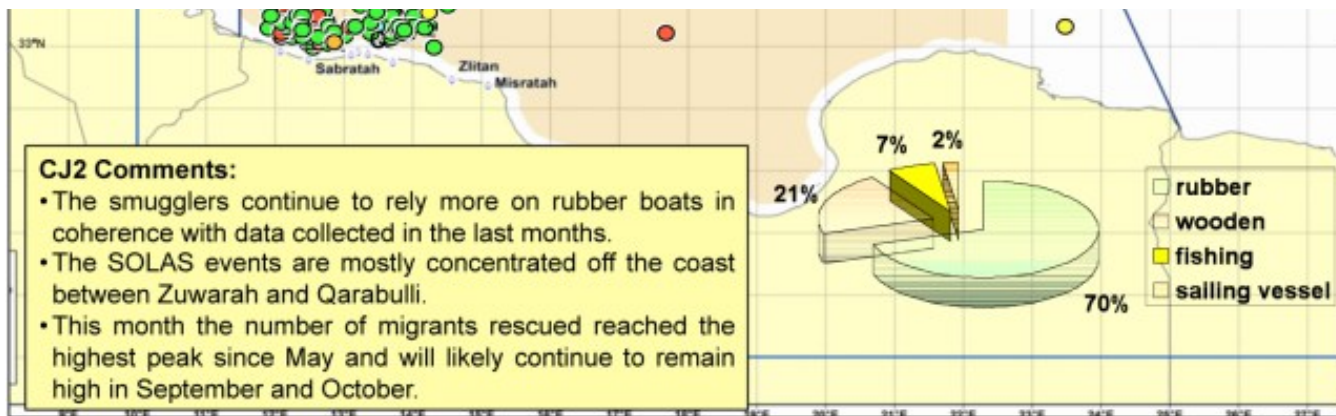 33°N
Sabratah
Zlitan
Misratah
CJ2 Comments:
• The smugglers continue to rely more on rubber boats in
coherence with data collected in the last months.
• The SOLAS events are mostly concentrated off the coast
between Zuwarah and Qarabulli.
• This month the number of migrants rescued reached the
highest peak since May and will likely continue to remain
high in September and October.
7%
2%
21%
70%
rubber
wooden
fishing
sailing vessel